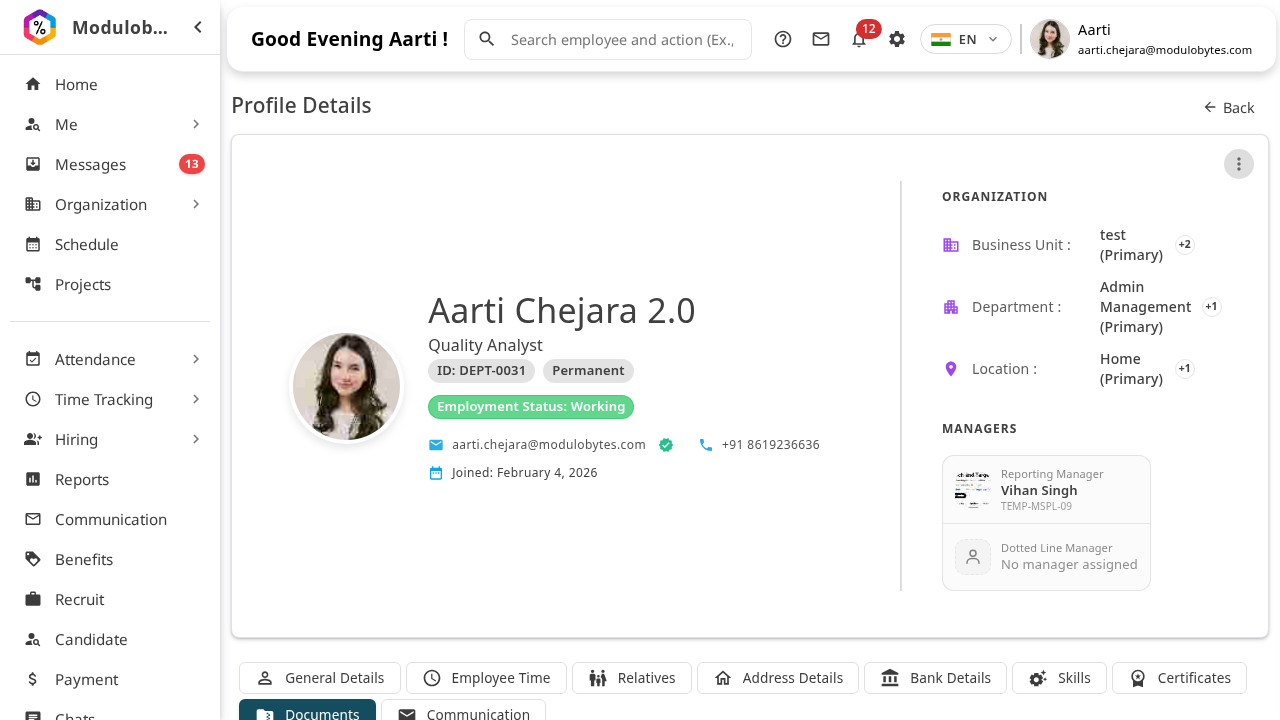 Modulob...
Home
Me
Messages
13
Organization
Schedule
Projects
Attendance
Time Tracking
Hiring
Reports
Communication
Benefits
Recruit
Candidate
Payment
Chats
Good Evening Aarti !
Search employee and action (Ex.,
12
EN
Aarti
aarti.chejara@modulobytes.com
Profile Details
Back
Aarti Chejara 2.0
Quality Analyst
ID: DEPT-0031
Permanent
Employment Status: Working
aarti.chejara@modulobytes.com
+91 8619236636
Joined: February 4, 2026
ORGANIZATION
Business Unit :
test
(Primary)
+2
Department :
Admin
Management
(Primary)
+1
Location :
Home
(Primary)
+1
MANAGERS
Reporting Manager
Vihan Singh
TEMP-MSPL-09
Dotted Line Manager
No manager assigned
General Details
Employee Time
Relatives
Address Details
Bank Details
Skills
Certificates
Documents
Communication